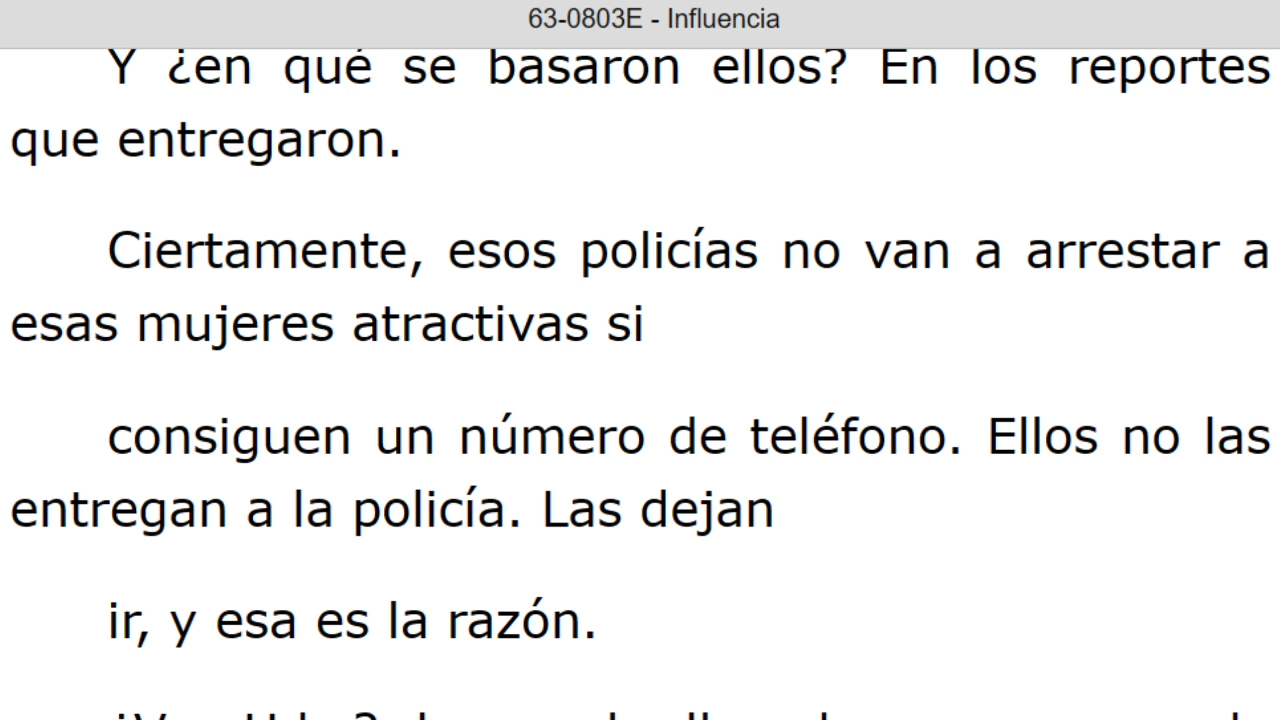 63-0803E - Influencia
Y ¿en qué se basaron ellos? En los reportes
que entregaron.
Ciertamente, esos policías no van a arrestar a
esas mujeres atractivas si
consiguen un número de teléfono. Ellos no las
entregan a la policía. Las dejan
ir, y esa es la razón.